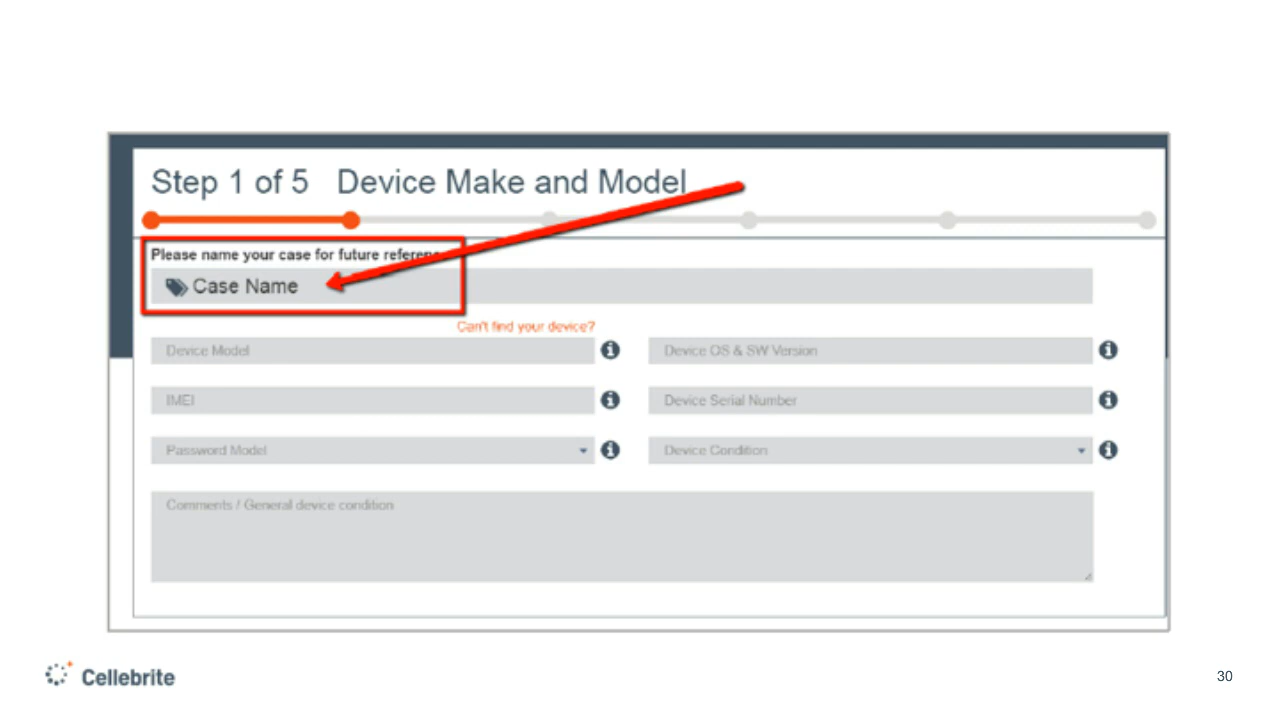 Step 1 of 5 Device Make and Model
Please name your case for future reference
Case Name
Can't find your device?
Device Model
Device OS & SW Version
IMEI
Device Serial Number
Password Model
Device Condition
Comments / General device condition
Cellebrite
30